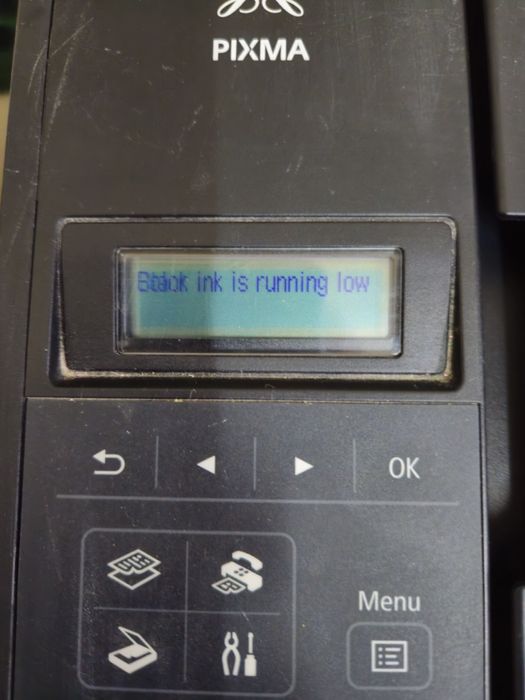 PIXMA
Black ink is running low
OK
Menu